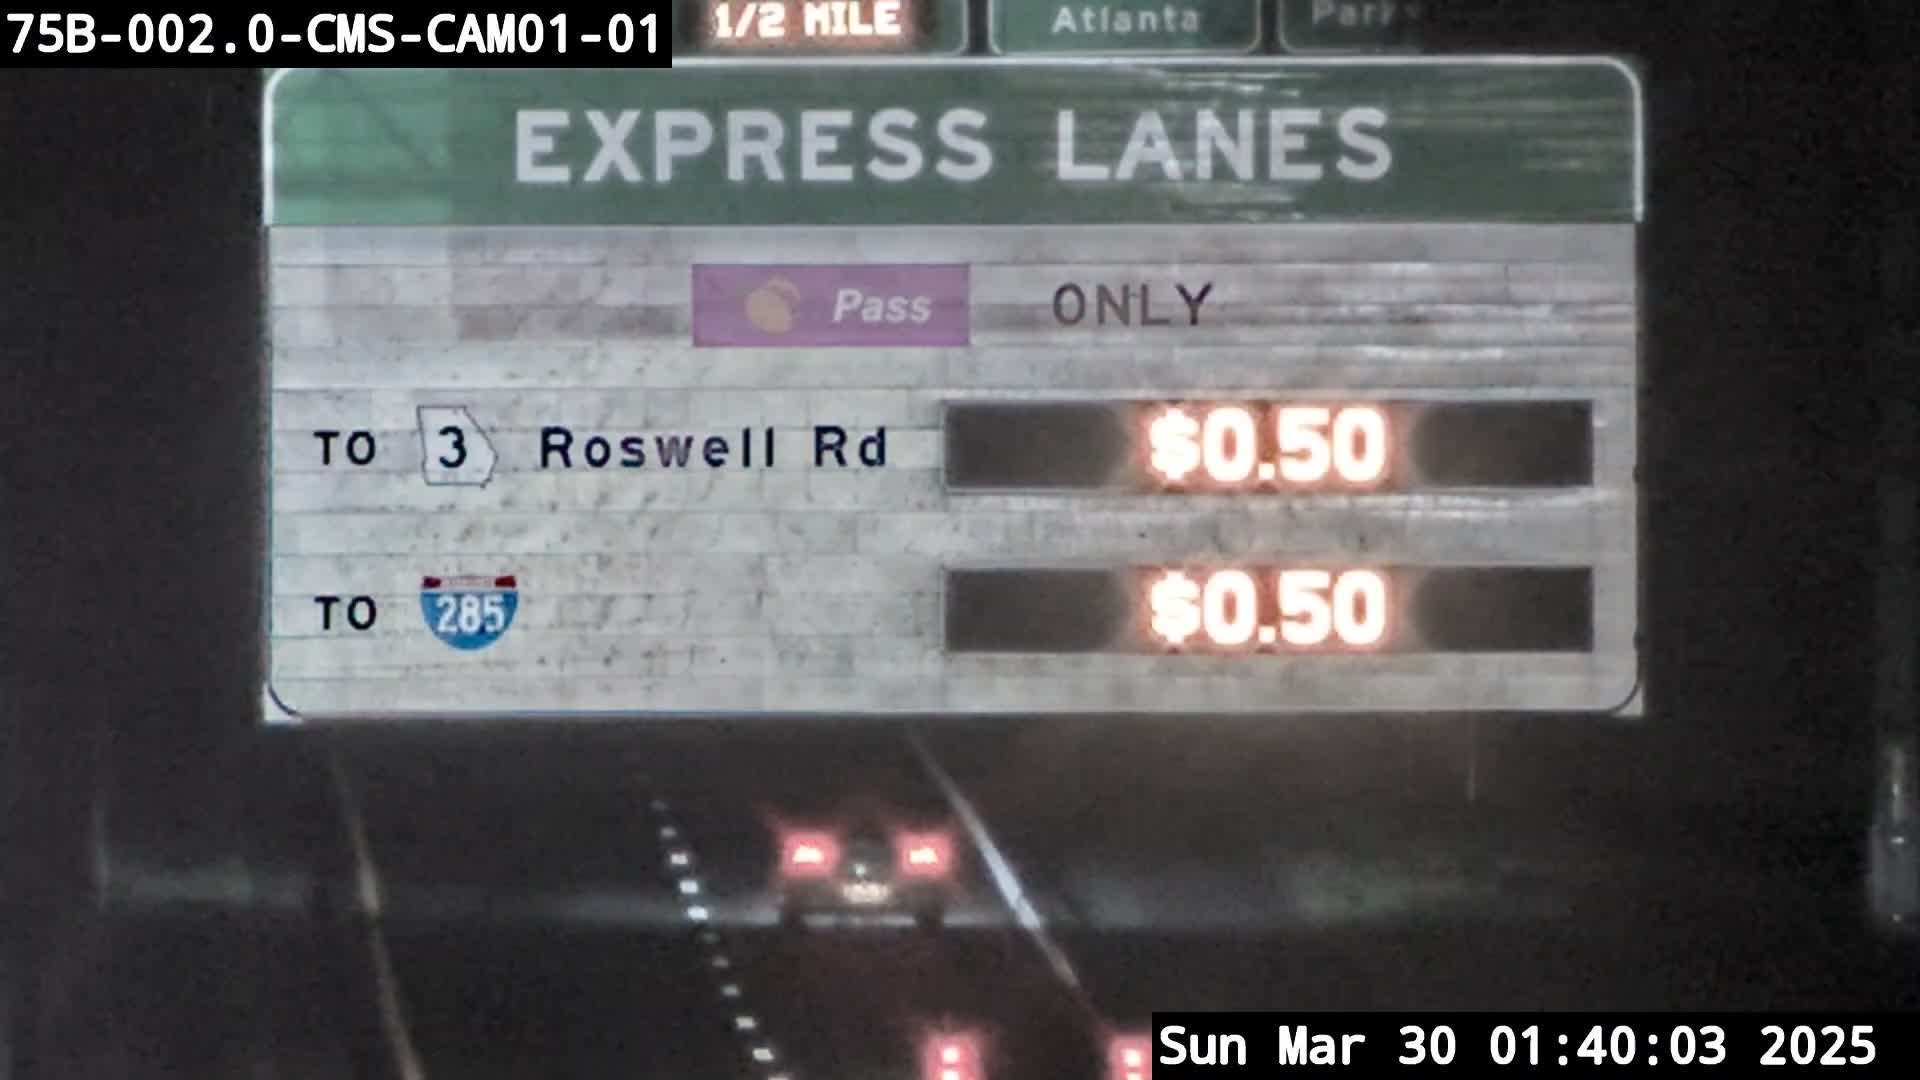 75B-002.0-CMS-CAM01-01
1/2 MILE
Atlanta
EXPRESS LANES
Pass ONLY
TO 3 Roswell Rd $0.50
TO 285 $0.50
Sun Mar 30 01:40:03 2025